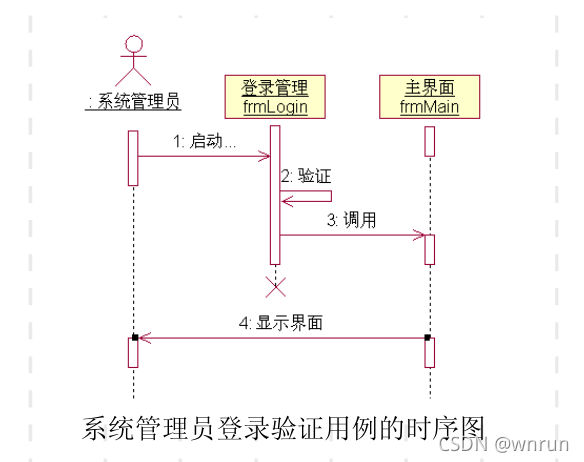 : 系统管理员
登录管理
frmLogin
主界面
frmMain
1: 启动...
2: 验证
3: 调用
4: 显示界面
系统管理员登录验证用例的时序图
CSDN @wnrun